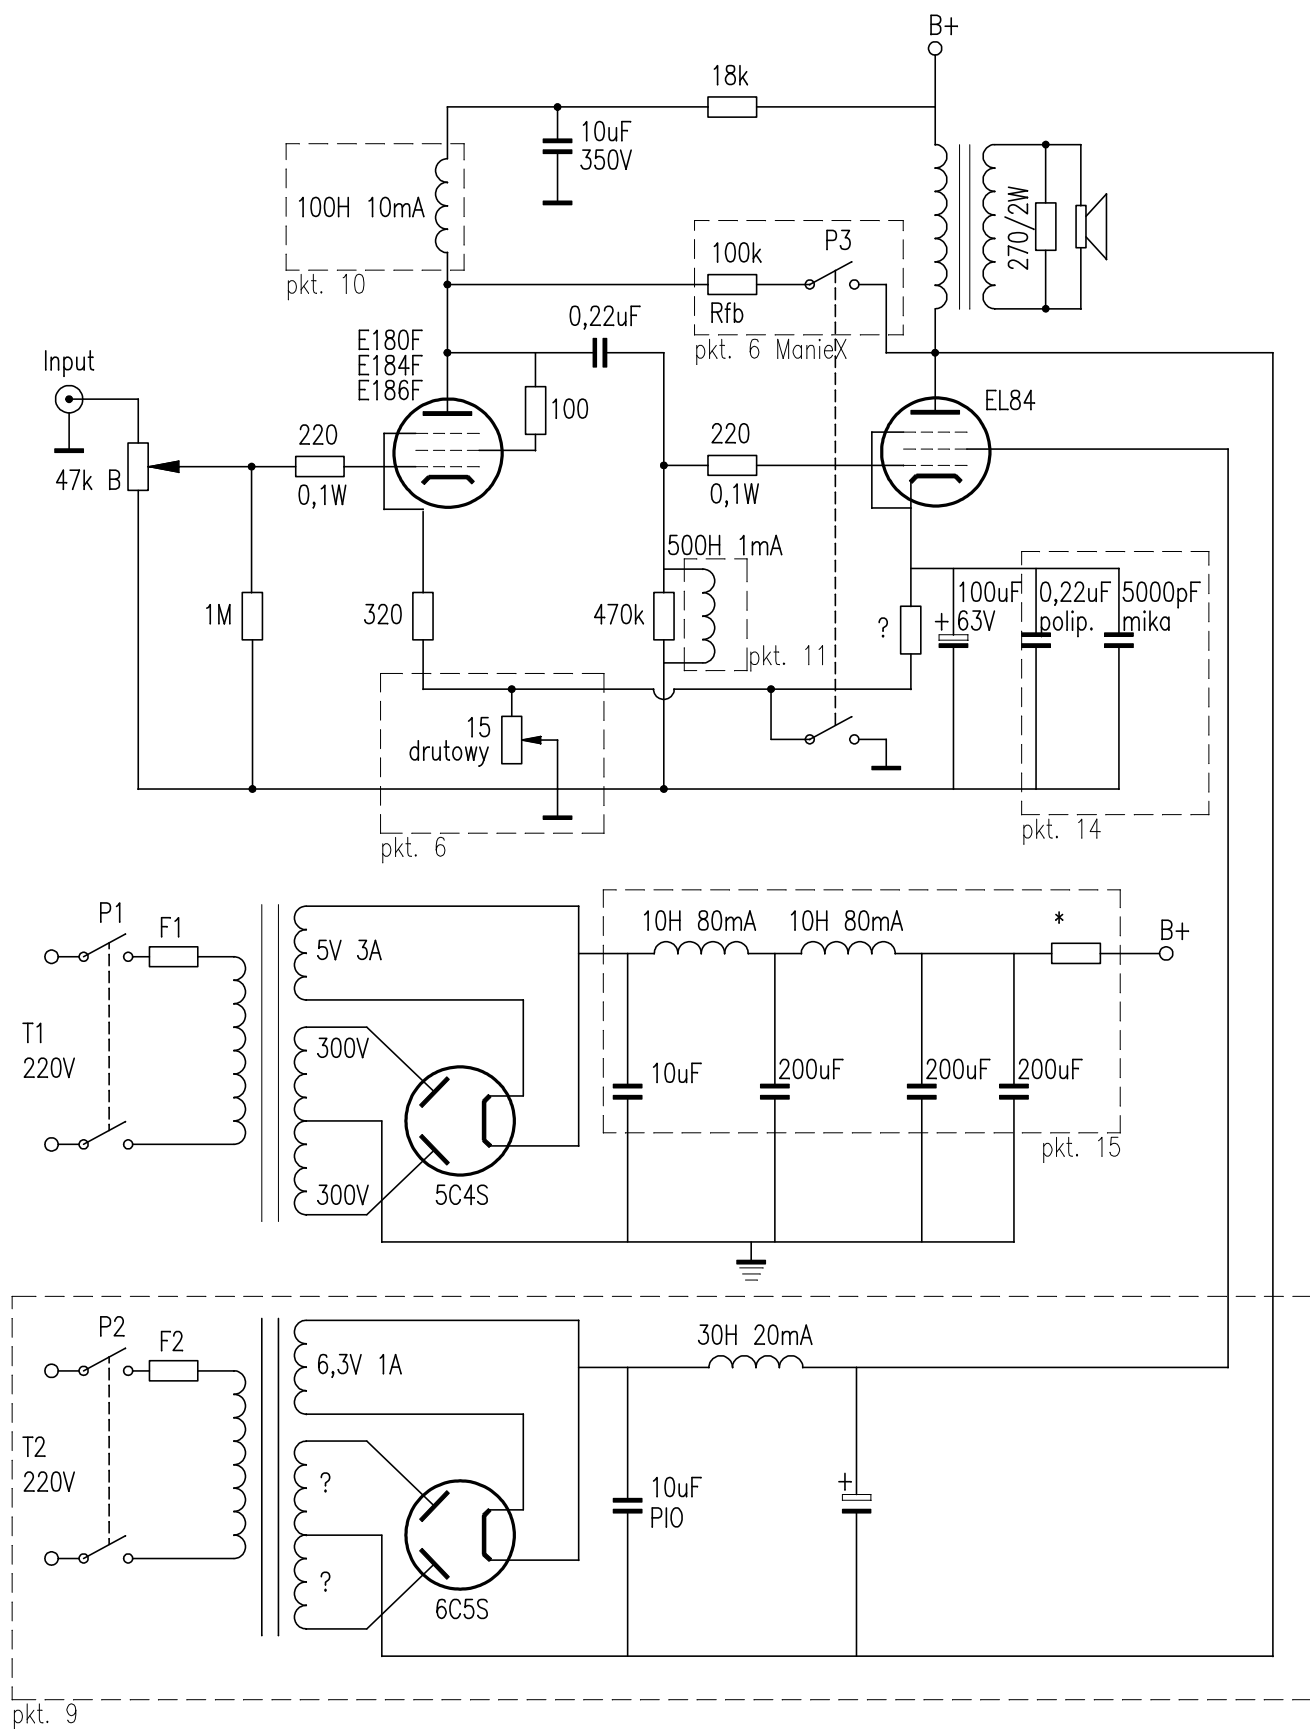 B+
18k
10uF
350V
100H 10mA
pkt. 10
270/2W
P3
100k
Rfb
pkt. 6 ManieX
0,22uF
E180F
E184F
E186F
Input
100
EL84
220
0,1W
47k B
220
0,1W
500H 1mA
1M
320
470k
pkt. 11
?
100uF
+ 63V
0,22uF
polip.
5000pF
mika
15
drutowy
pkt. 6
pkt. 14
P1
F1
5V 3A
10H 80mA
10H 80mA
*
B+
T1
220V
300V
10uF
200uF
200uF
200uF
pkt. 15
300V
5C4S
P2
F2
6,3V 1A
30H 20mA
T2
220V
?
10uF
PIO
+
?
6C5S
pkt. 9